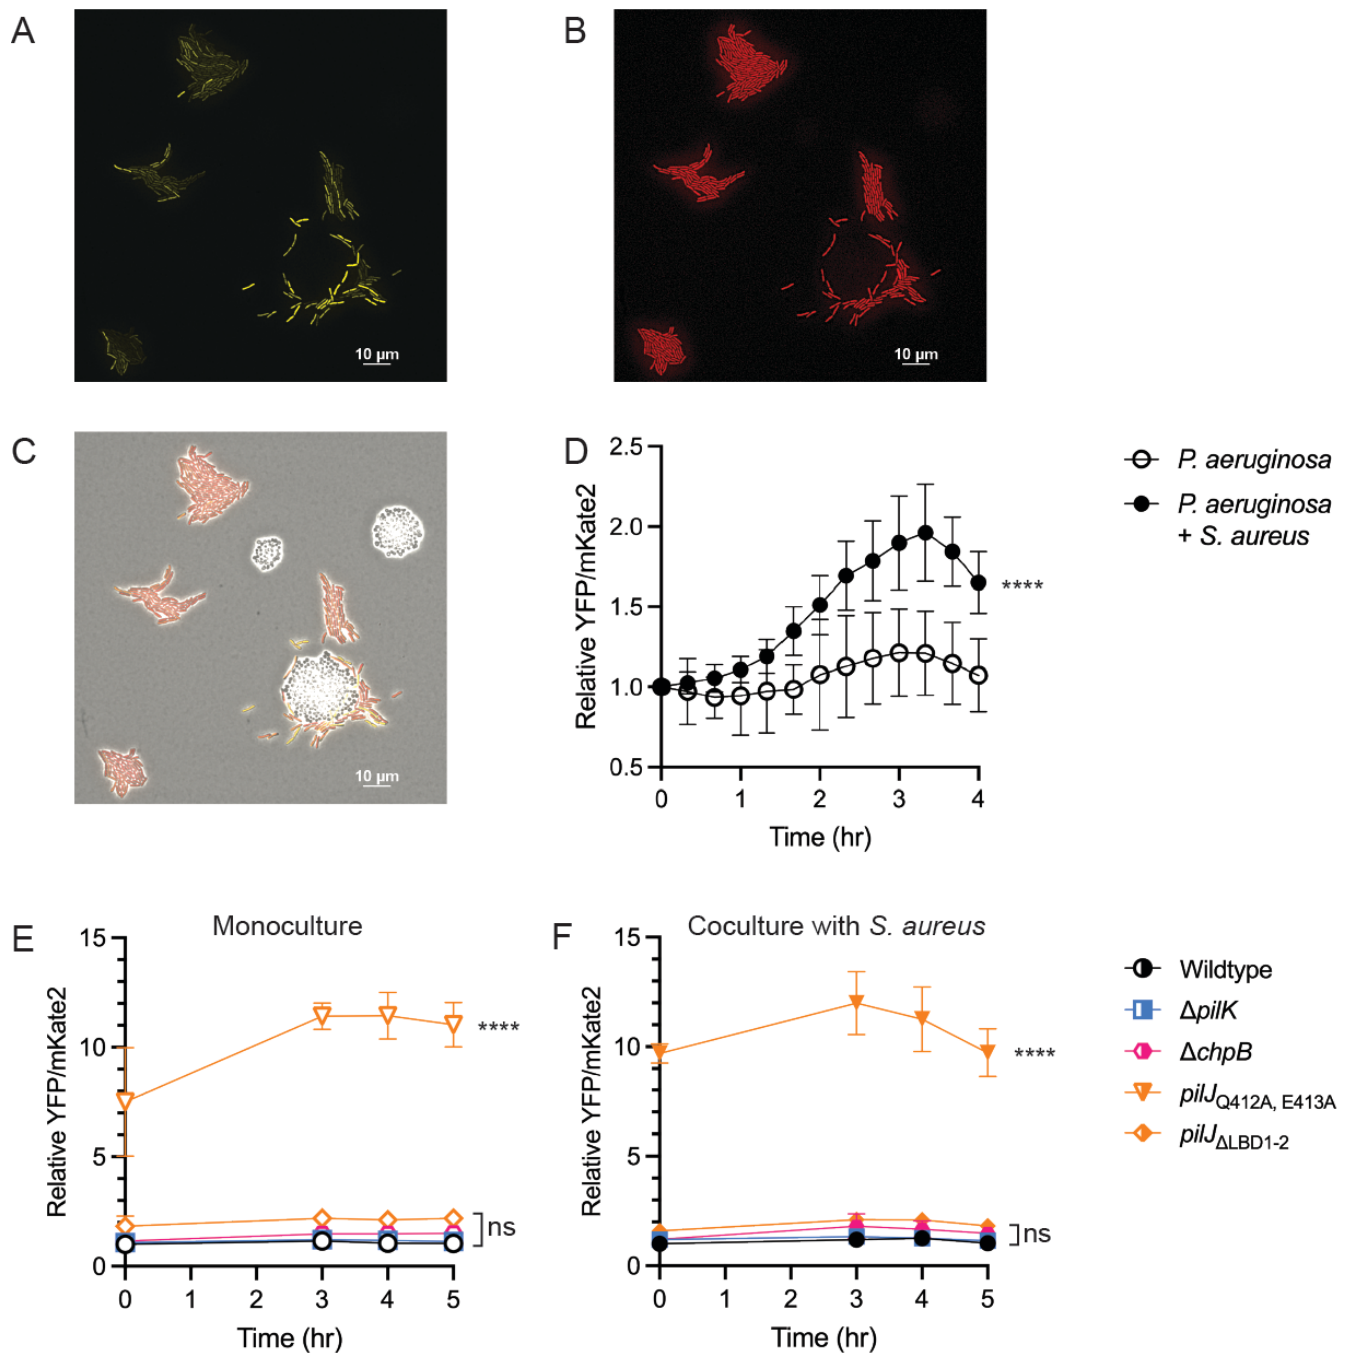 A
B
10 µm
10 µm
C
10 µm
D
Relative YFP/mKate2
2.5
2.0
1.5
1.0
0.5
0 1 2 3 4
Time (hr)
****
P. aeruginosa
P. aeruginosa
+ S. aureus
E
Monoculture
Relative YFP/mKate2
15
10
5
0
0 1 2 3 4 5
Time (hr)
****
ns
F
Coculture with S. aureus
Relative YFP/mKate2
15
10
5
0
0 1 2 3 4 5
Time (hr)
****
ns
Wildtype
ΔpilK
ΔchpB
pilJQ412A, E413A
pilJΔLBD1-2